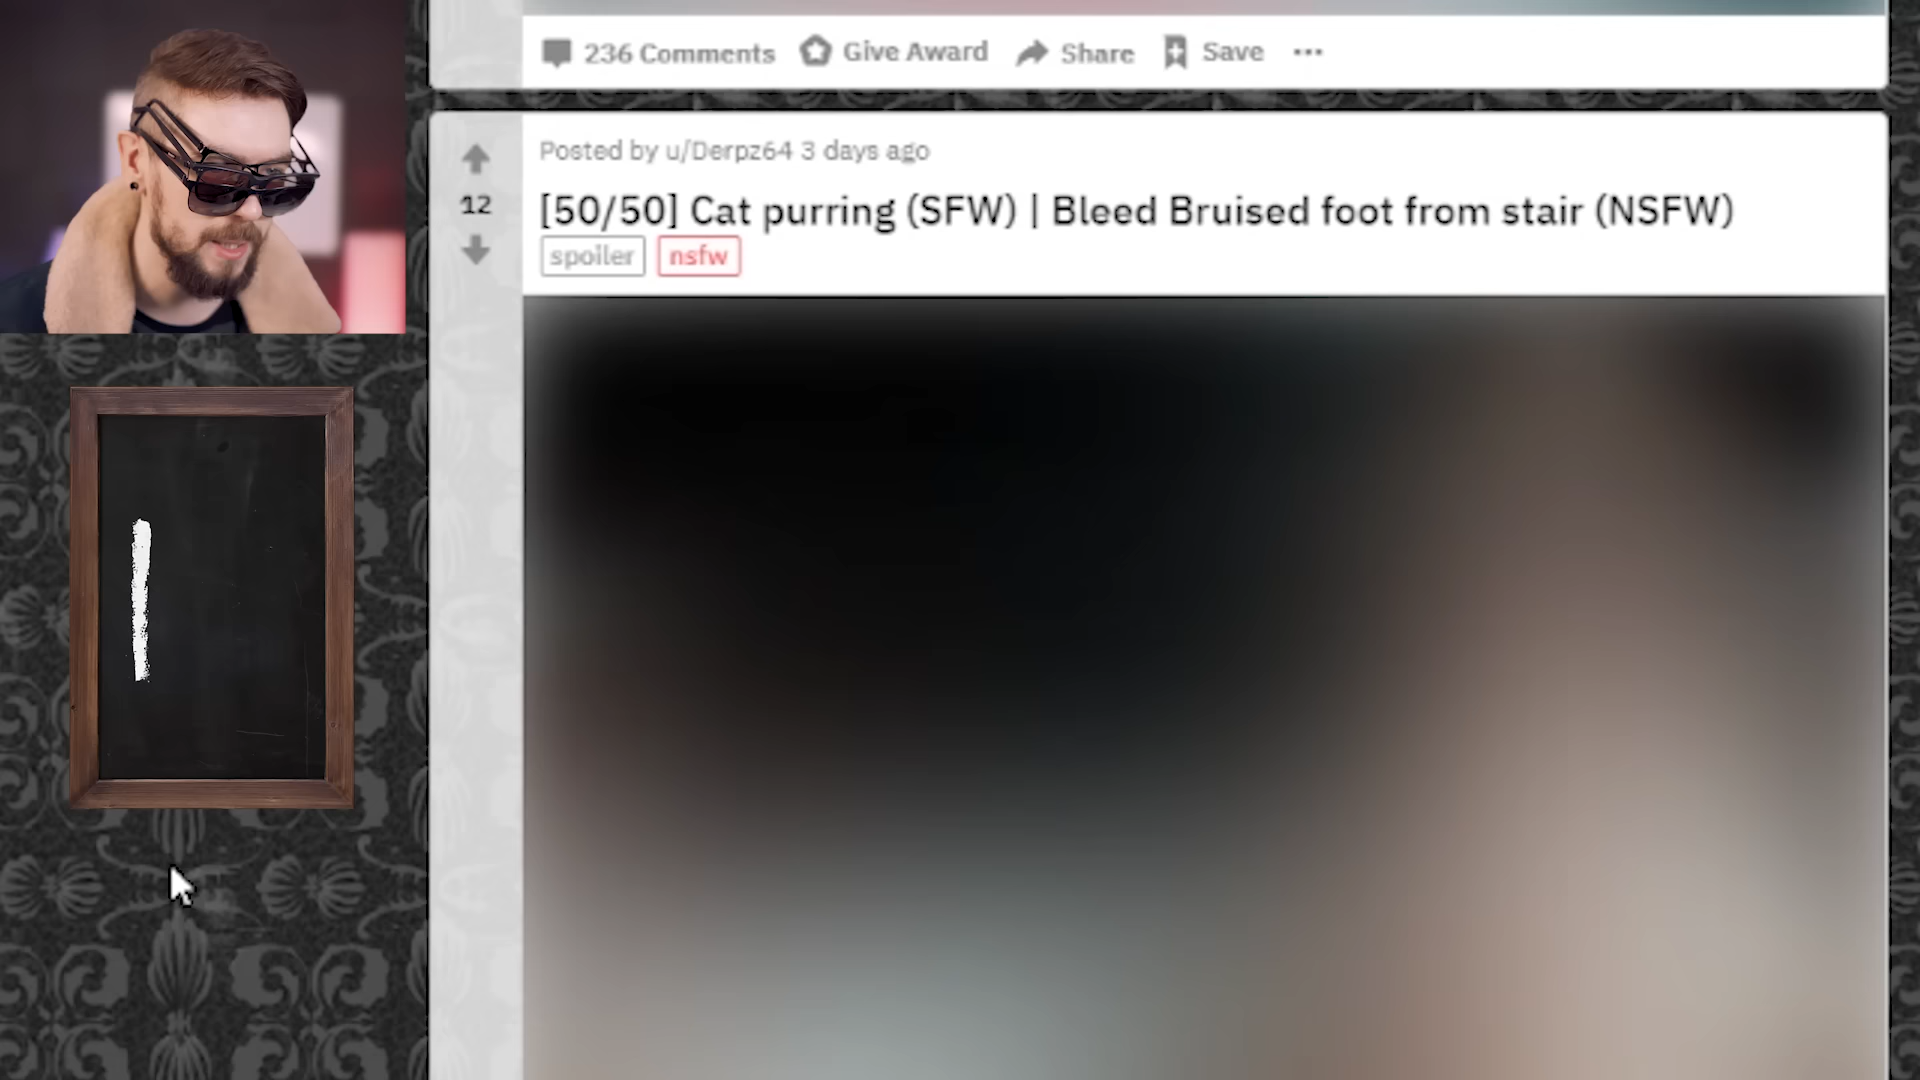 236 Comments Give Award Share Save
Posted by u/Derpz64 3 days ago
12
[50/50] Cat purring (SFW) | Bleed Bruised foot from stair (NSFW)
spoiler nsfw